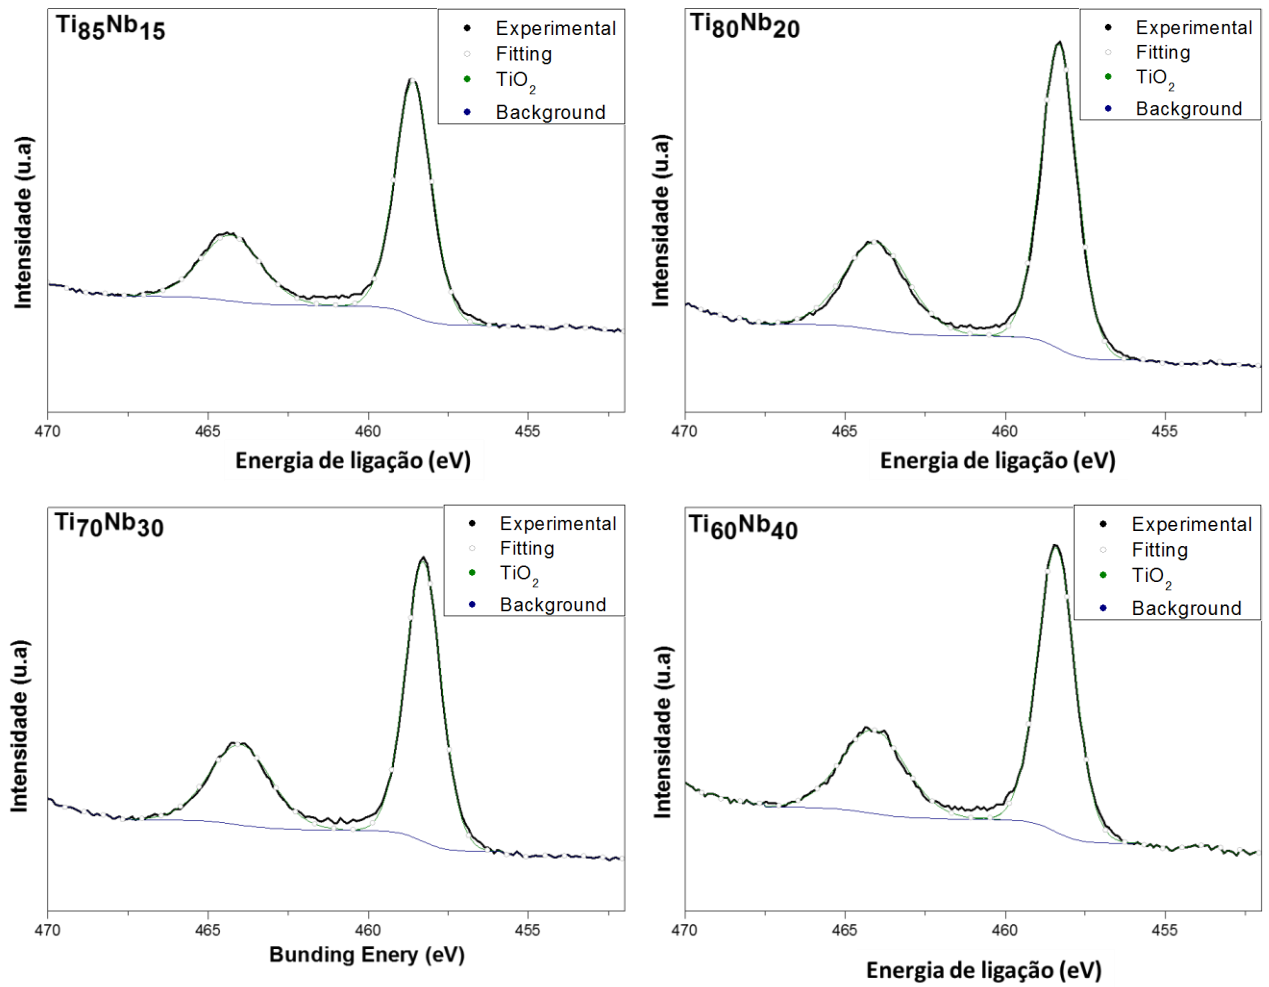 Ti85Nb15
Experimental
Fitting
TiO2
Background
Intensidade (u.a)
470 465 460 455
Energia de ligação (eV)
Ti80Nb20
Experimental
Fitting
TiO2
Background
Intensidade (u.a)
470 465 460 455
Energia de ligação (eV)
Ti70Nb30
Experimental
Fitting
TiO2
Background
Intensidade (u.a)
470 465 460 455
Bunding Enery (eV)
Ti60Nb40
Experimental
Fitting
TiO2
Background
Intensidade (u.a)
470 465 460 455
Energia de ligação (eV)